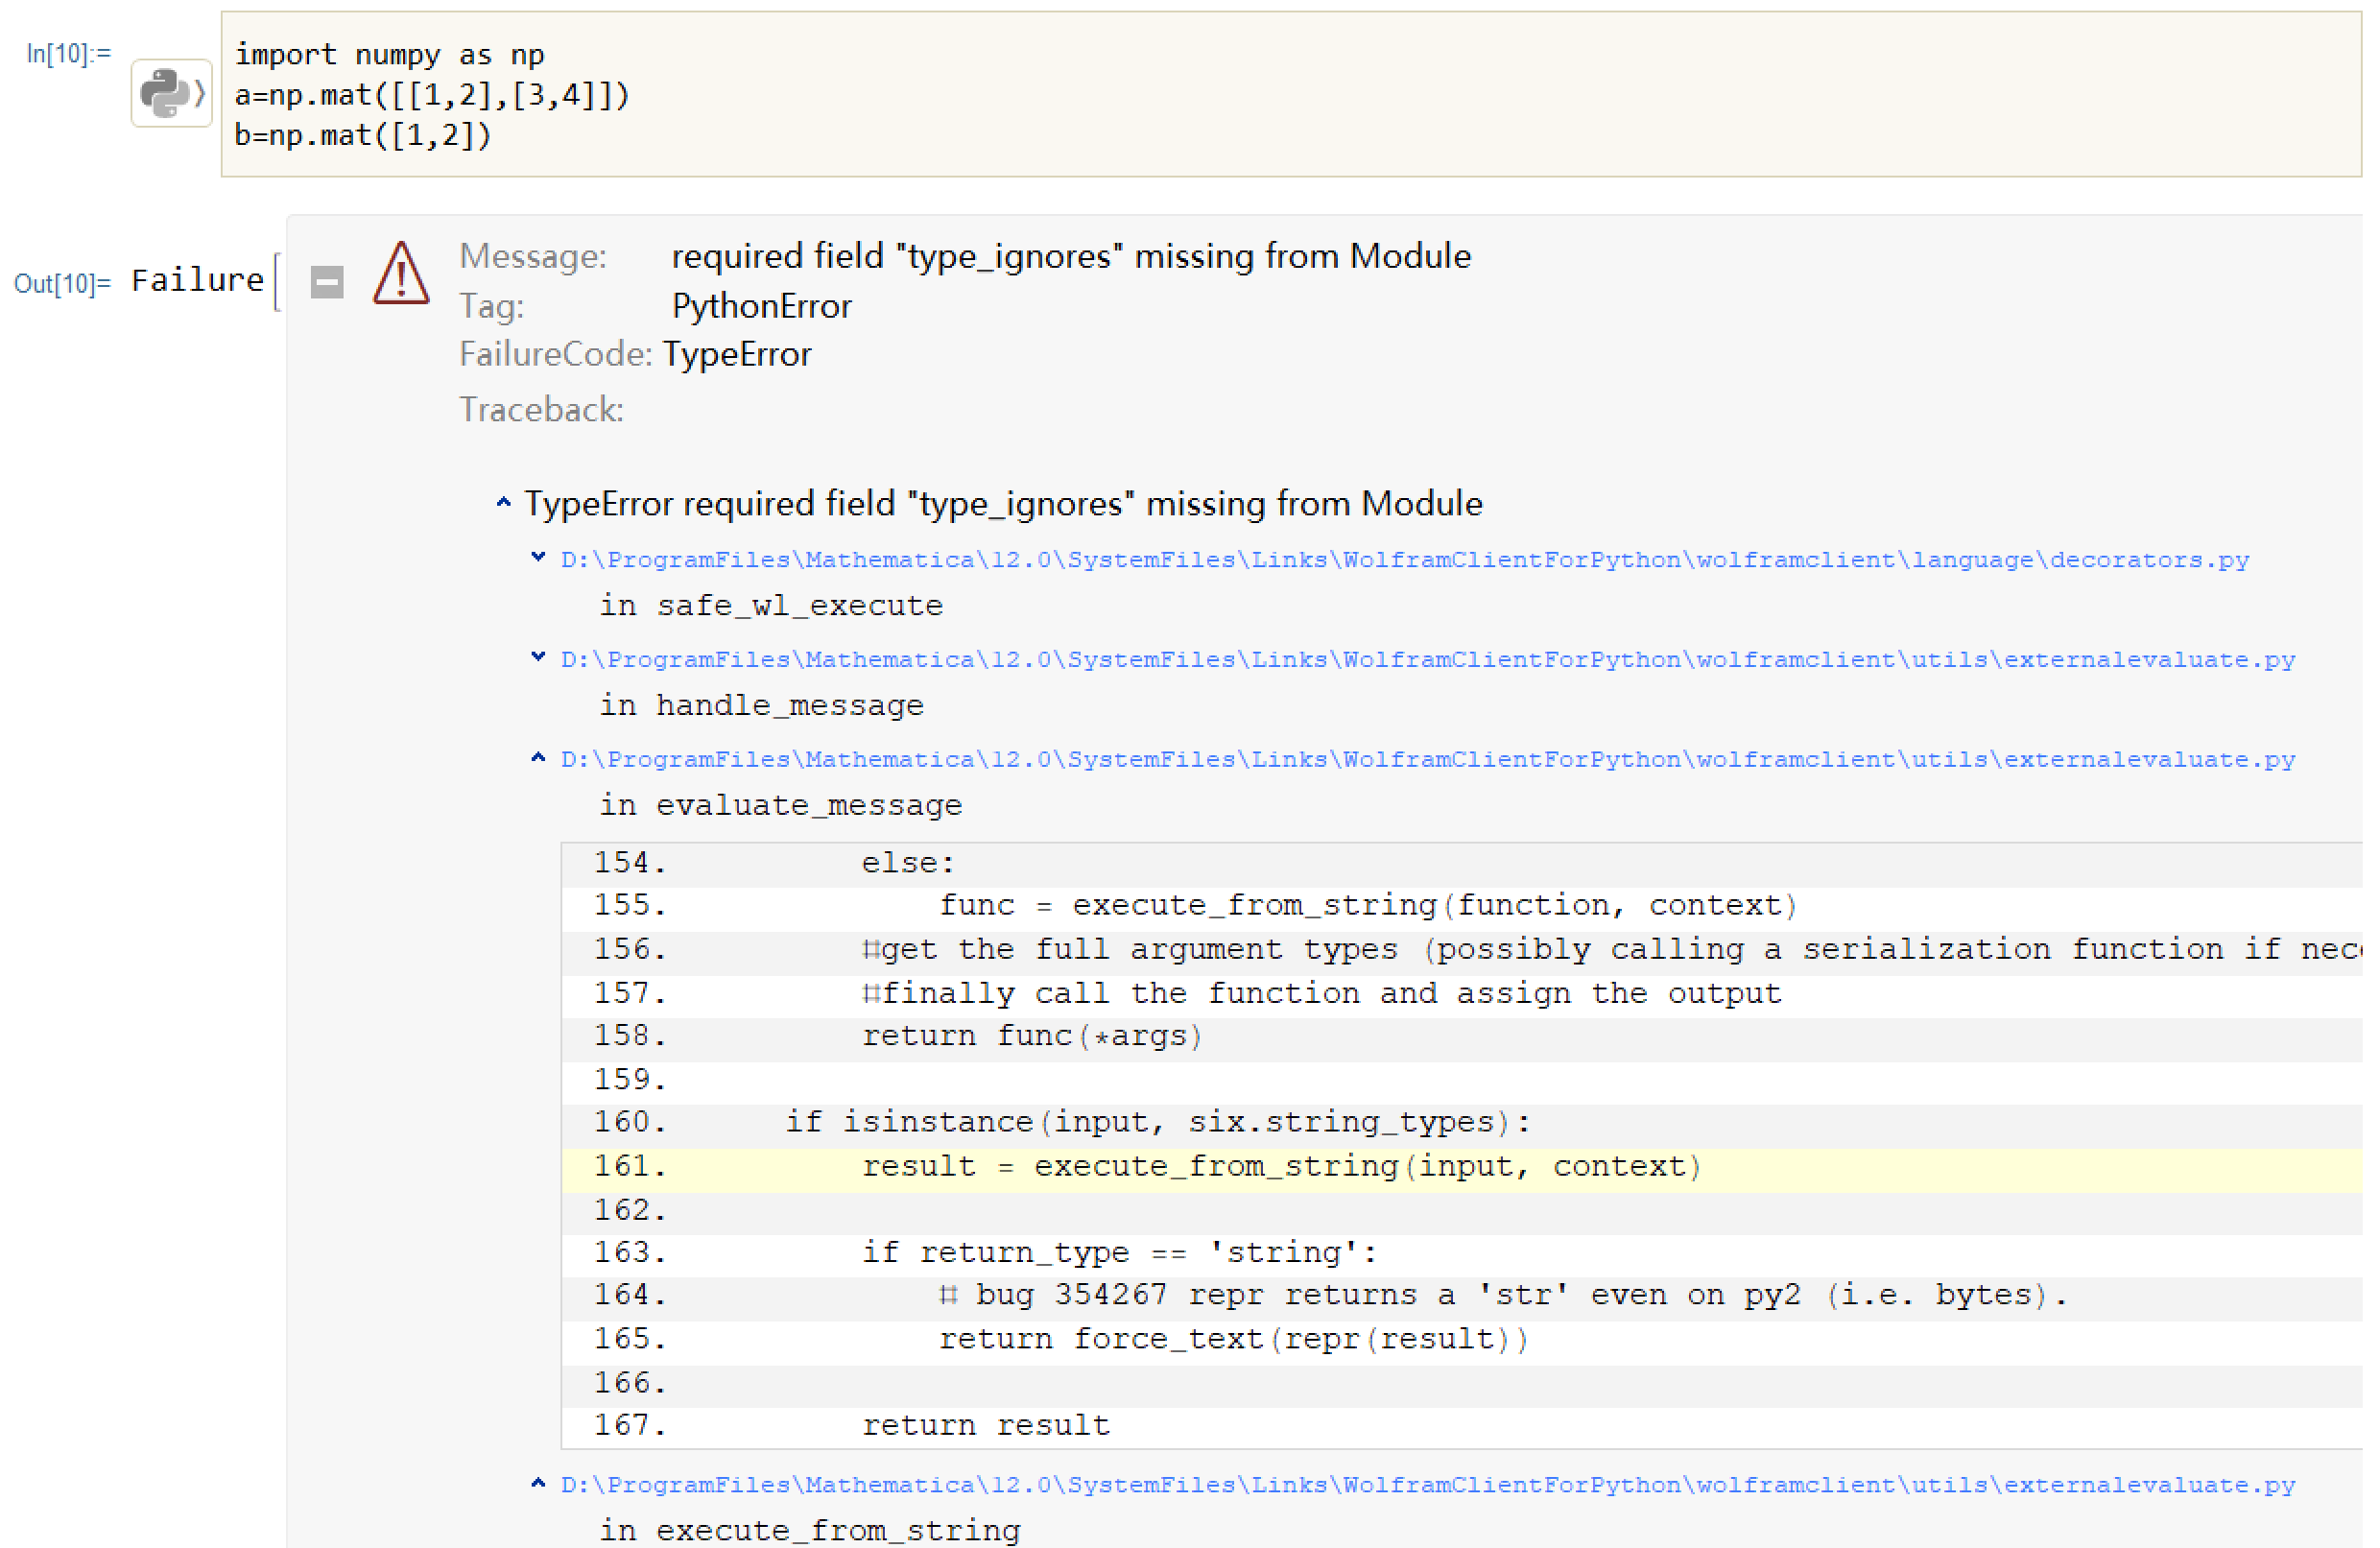 In[10]:=
import numpy as np
a=np.mat([[1,2],[3,4]])
b=np.mat([1,2])
Out[10]= Failure[
Message: required field "type_ignores" missing from Module
Tag: PythonError
FailureCode: TypeError
Traceback:
TypeError required field "type_ignores" missing from Module
D:\ProgramFiles\Mathematica\12.0\SystemFiles\Links\WolframClientForPython\wolframclient\language\decorators.py
in safe_wl_execute
D:\ProgramFiles\Mathematica\12.0\SystemFiles\Links\WolframClientForPython\wolframclient\utils\externalevaluate.py
in handle_message
D:\ProgramFiles\Mathematica\12.0\SystemFiles\Links\WolframClientForPython\wolframclient\utils\externalevaluate.py
in evaluate_message
154. else:
155. func = execute_from_string(function, context)
156. #get the full argument types (possibly calling a serialization function if
157. #finally call the function and assign the output
158. return func(*args)
159.
160. if isinstance(input, six.string_types):
161. result = execute_from_string(input, context)
162.
163. if return_type == 'string':
164. # bug 354267 repr returns a 'str' even on py2 (i.e. bytes).
165. return force_text(repr(result))
166.
167. return result
D:\ProgramFiles\Mathematica\12.0\SystemFiles\Links\WolframClientForPython\wolframclient\utils\externalevaluate.py
in execute_from_string